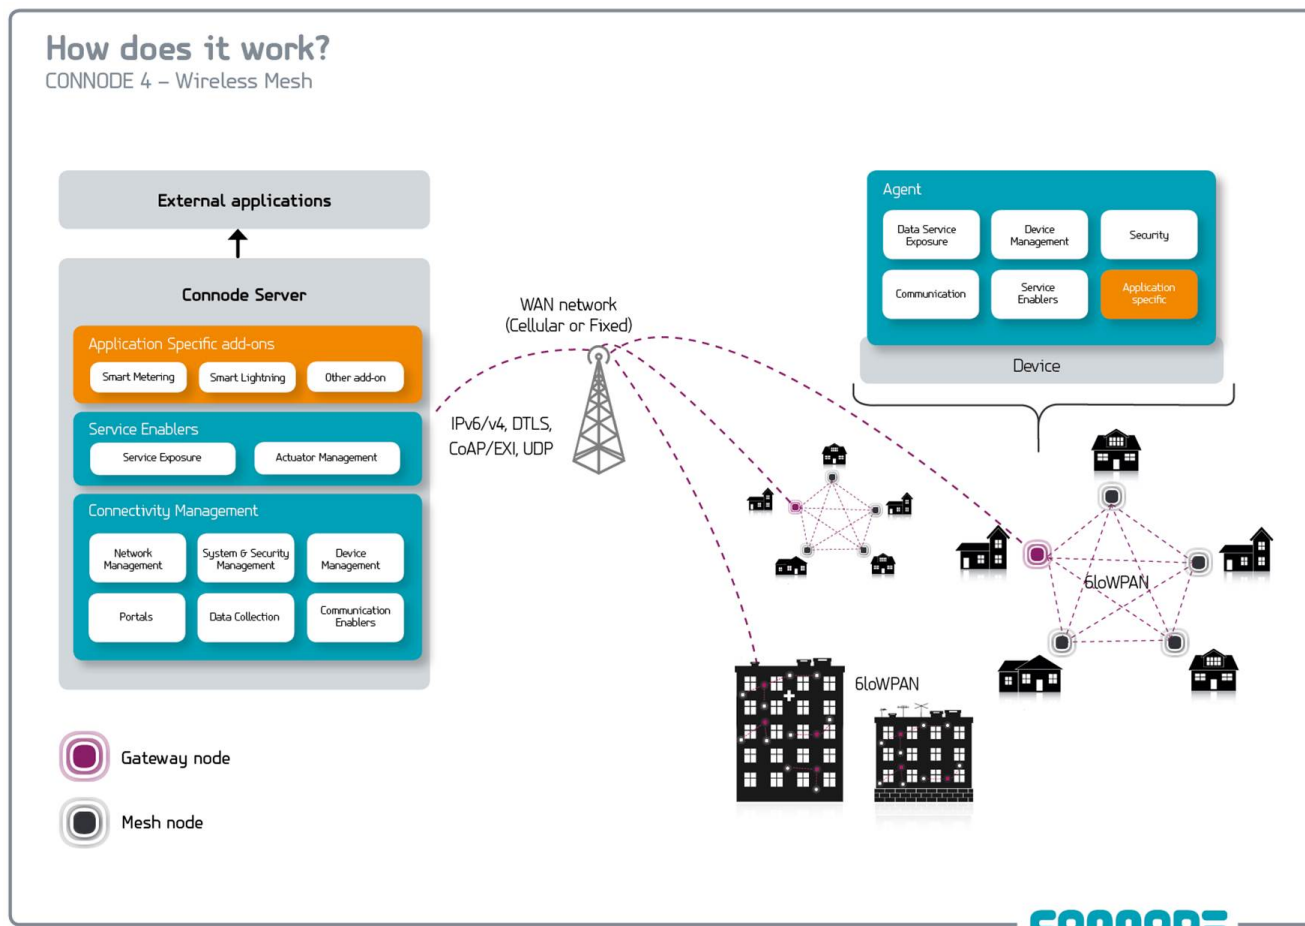 How does it work?
CONNODE 4 – Wireless Mesh
External applications
Connode Server
Application Specific add-ons
Smart Metering
Smart Lightning
Other add-on
Service Enablers
Service Exposure
Actuator Management
Connectivity Management
Network
Management
System & Security
Management
Device
Management
Portals
Data Collection
Communication
Enablers
WAN network
(Cellular or Fixed)
IPv6/v4, DTLS,
CoAP/EXI, UDP
Agent
Data Service
Exposure
Device
Management
Security
Communication
Service
Enablers
Application
specific
Device
6loWPAN
6loWPAN
Gateway node
Mesh node